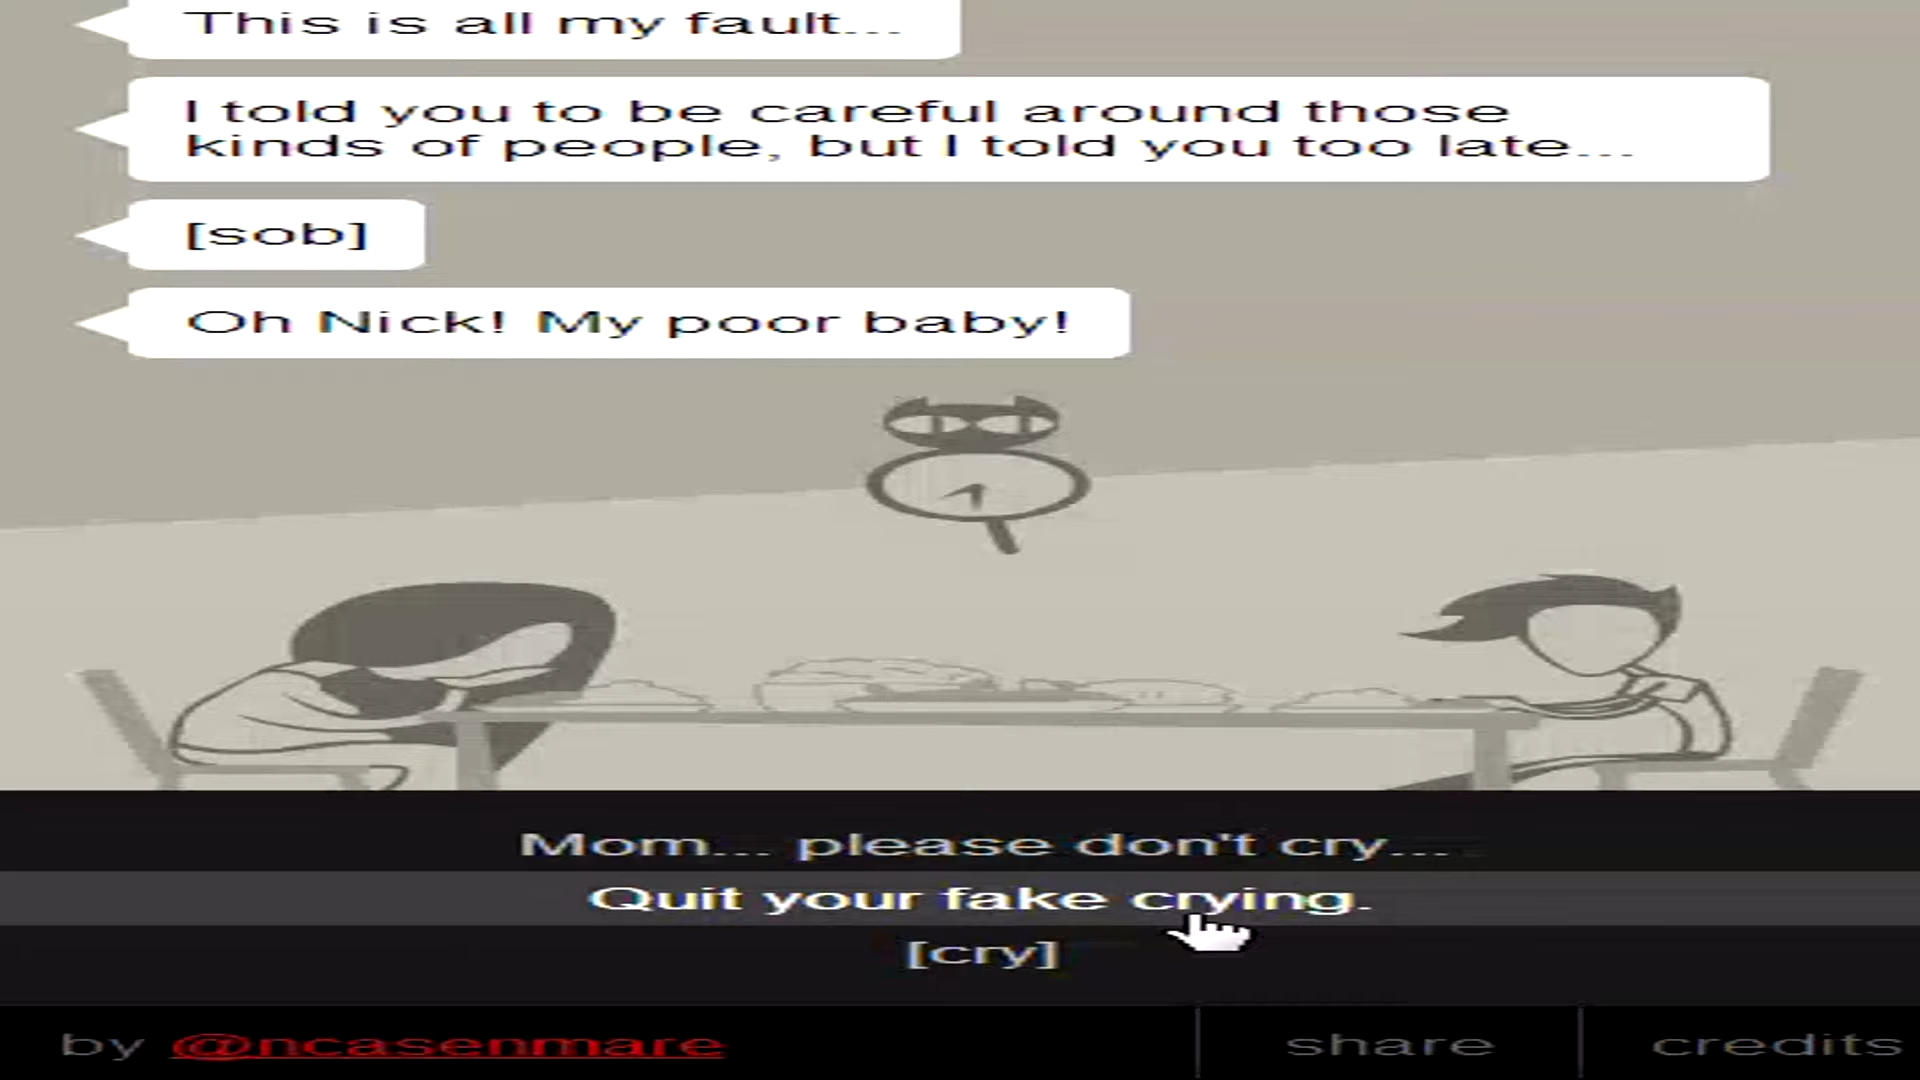 This is all my fault...
I told you to be careful around those
kinds of people, but I told you too late...
[sob]
Oh Nick! My poor baby!
Mom... please don't cry...
Quit your fake crying.
[cry]
by @ncasenmare
share
credits